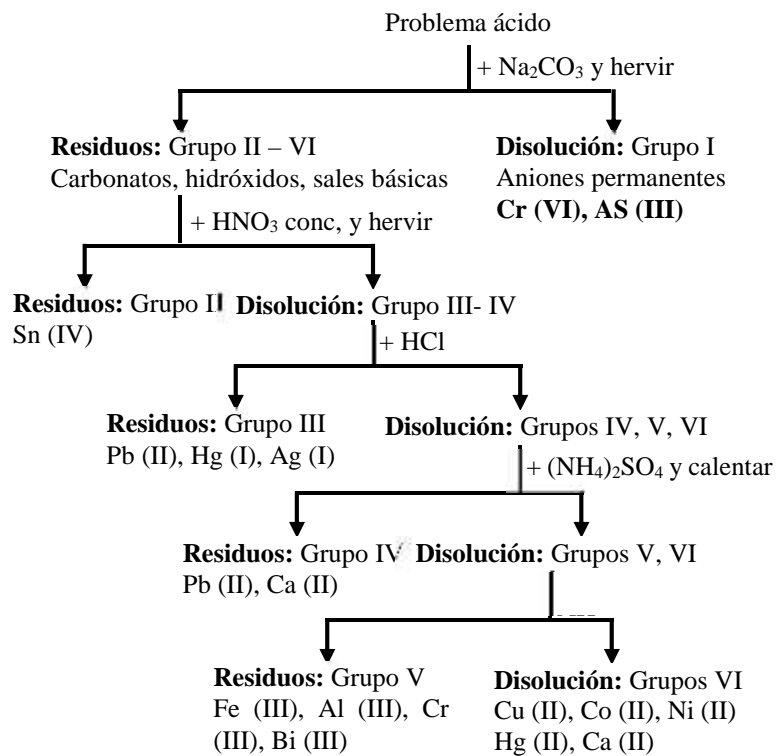 Problema ácido
+ Na₂CO₃ y hervir
Residuos: Grupo II – VI
Carbonatos, hidróxidos, sales básicas
Disolución: Grupo I
Aniones permanentes
Cr (VI), AS (III)
+ HNO₃ conc, y hervir
Residuos: Grupo II
Sn (IV)
Disolución: Grupo III- IV
+ HCl
Residuos: Grupo III
Pb (II), Hg (I), Ag (I)
Disolución: Grupos IV, V, VI
+ (NH₄)₂SO₄ y calentar
Residuos: Grupo IV
Pb (II), Ca (II)
Disolución: Grupos V, VI
Residuos: Grupo V
Fe (III), Al (III), Cr
(III), Bi (III)
Disolución: Grupos VI
Cu (II), Co (II), Ni (II)
Hg (II), Ca (II)